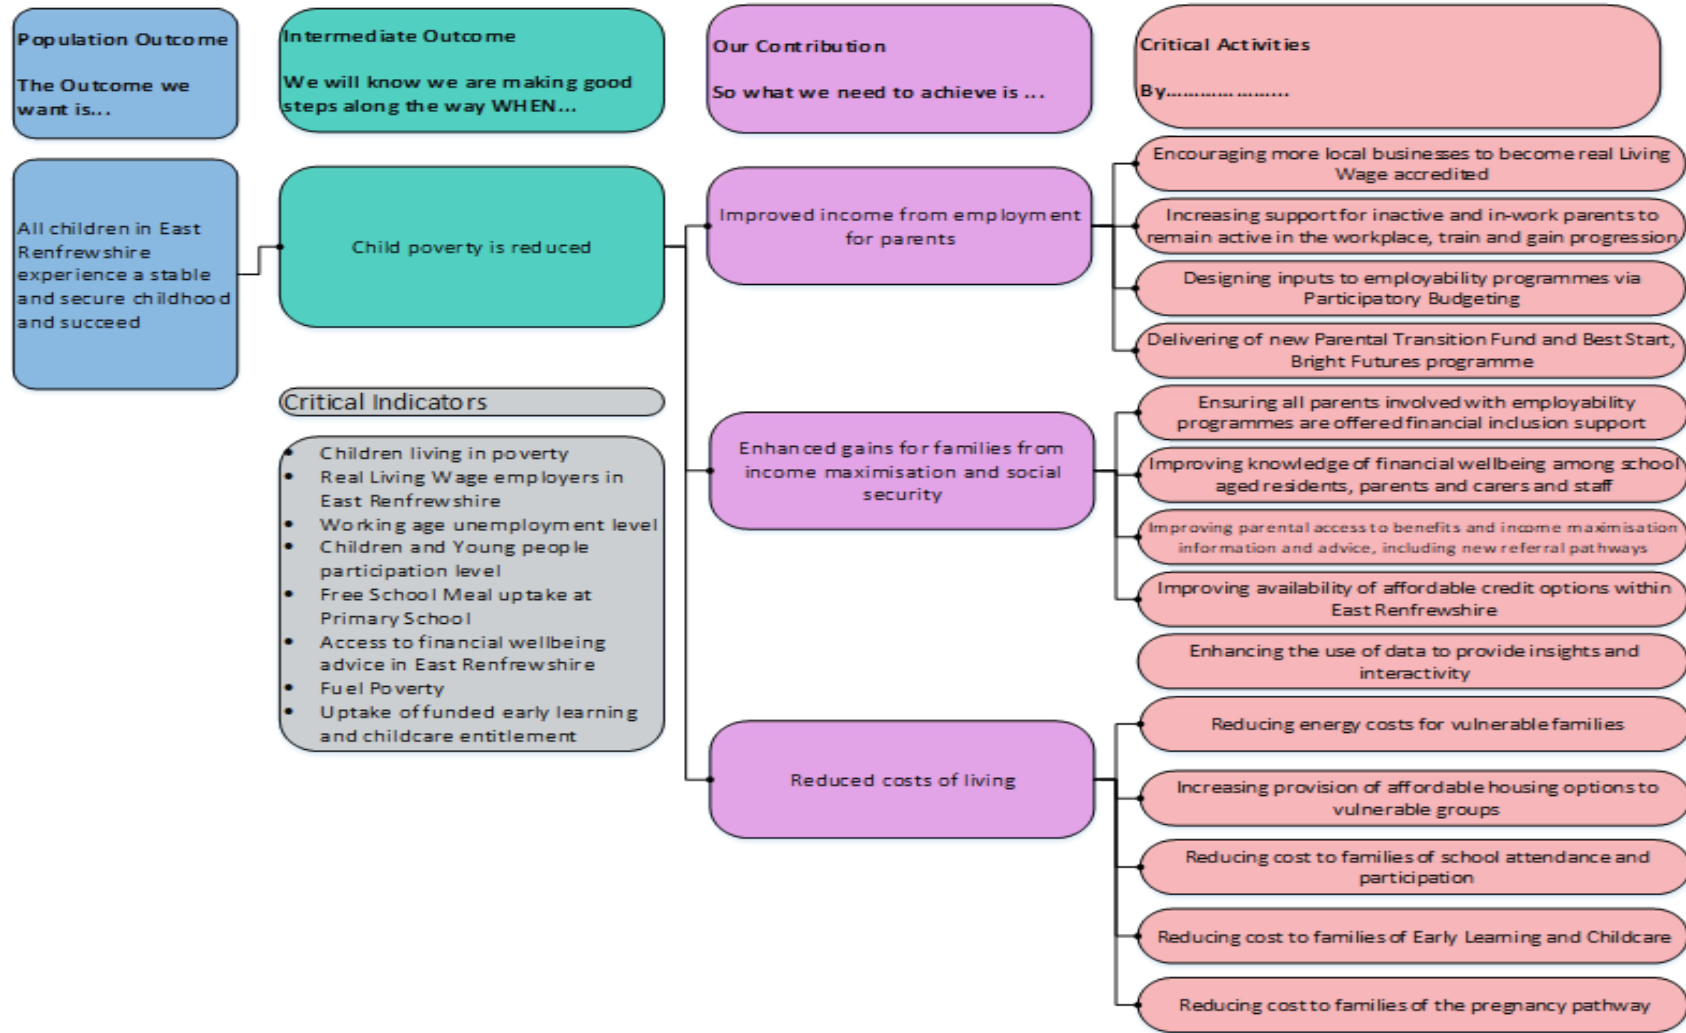 Population Outcome
The Outcome we
want is...
Intermediate Outcome
We will know we are making good
steps along the way WHEN...
Our Contribution
So what we need to achieve is ...
Critical Activities
By.....................
All children in East
Renfrewshire
experience a stable
and secure childhood
and succeed
Child poverty is reduced
Critical Indicators
• Children living in poverty
• Real Living Wage employers in
East Renfrewshire
• Working age unemployment level
• Children and Young people
participation level
• Free School Meal uptake at
Primary School
• Access to financial wellbeing
advice in East Renfrewshire
• Fuel Poverty
• Uptake of funded early learning
and childcare entitlement
Improved income from employment
for parents
Encouraging more local businesses to become real Living
Wage accredited
Increasing support for inactive and in-work parents to
remain active in the workplace, train and gain progression
Designing inputs to employability programmes via
Participatory Budgeting
Delivering of new Parental Transition Fund and Best Start,
Bright Futures programme
Enhanced gains for families from
income maximisation and social
security
Ensuring all parents involved with employability
programmes are offered financial inclusion support
Improving knowledge of financial wellbeing among school
aged residents, parents and carers and staff
Improving parental access to benefits and income maximisation
information and advice, including new referral pathways
Improving availability of affordable credit options within
East Renfrewshire
Enhancing the use of data to provide insights and
interactivity
Reduced costs of living
Reducing energy costs for vulnerable families
Increasing provision of affordable housing options to
vulnerable groups
Reducing cost to families of school attendance and
participation
Reducing cost to families of Early Learning and Childcare
Reducing cost to families of the pregnancy pathway